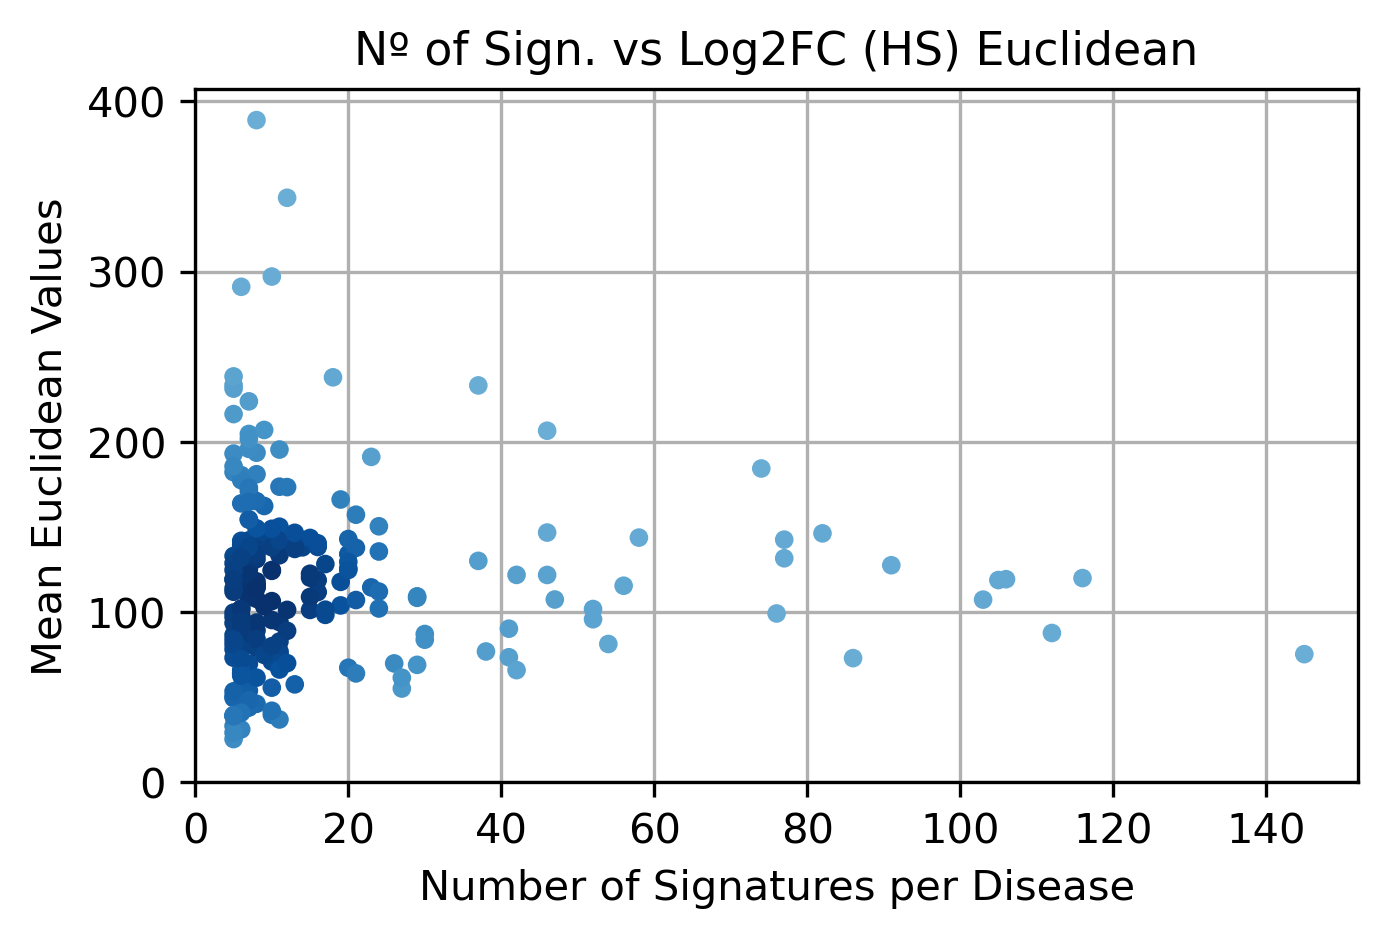 Nº of Sign. vs Log2FC (HS) Euclidean
400
300
200
100
0
Mean Euclidean Values
0 20 40 60 80 100 120 140
Number of Signatures per Disease